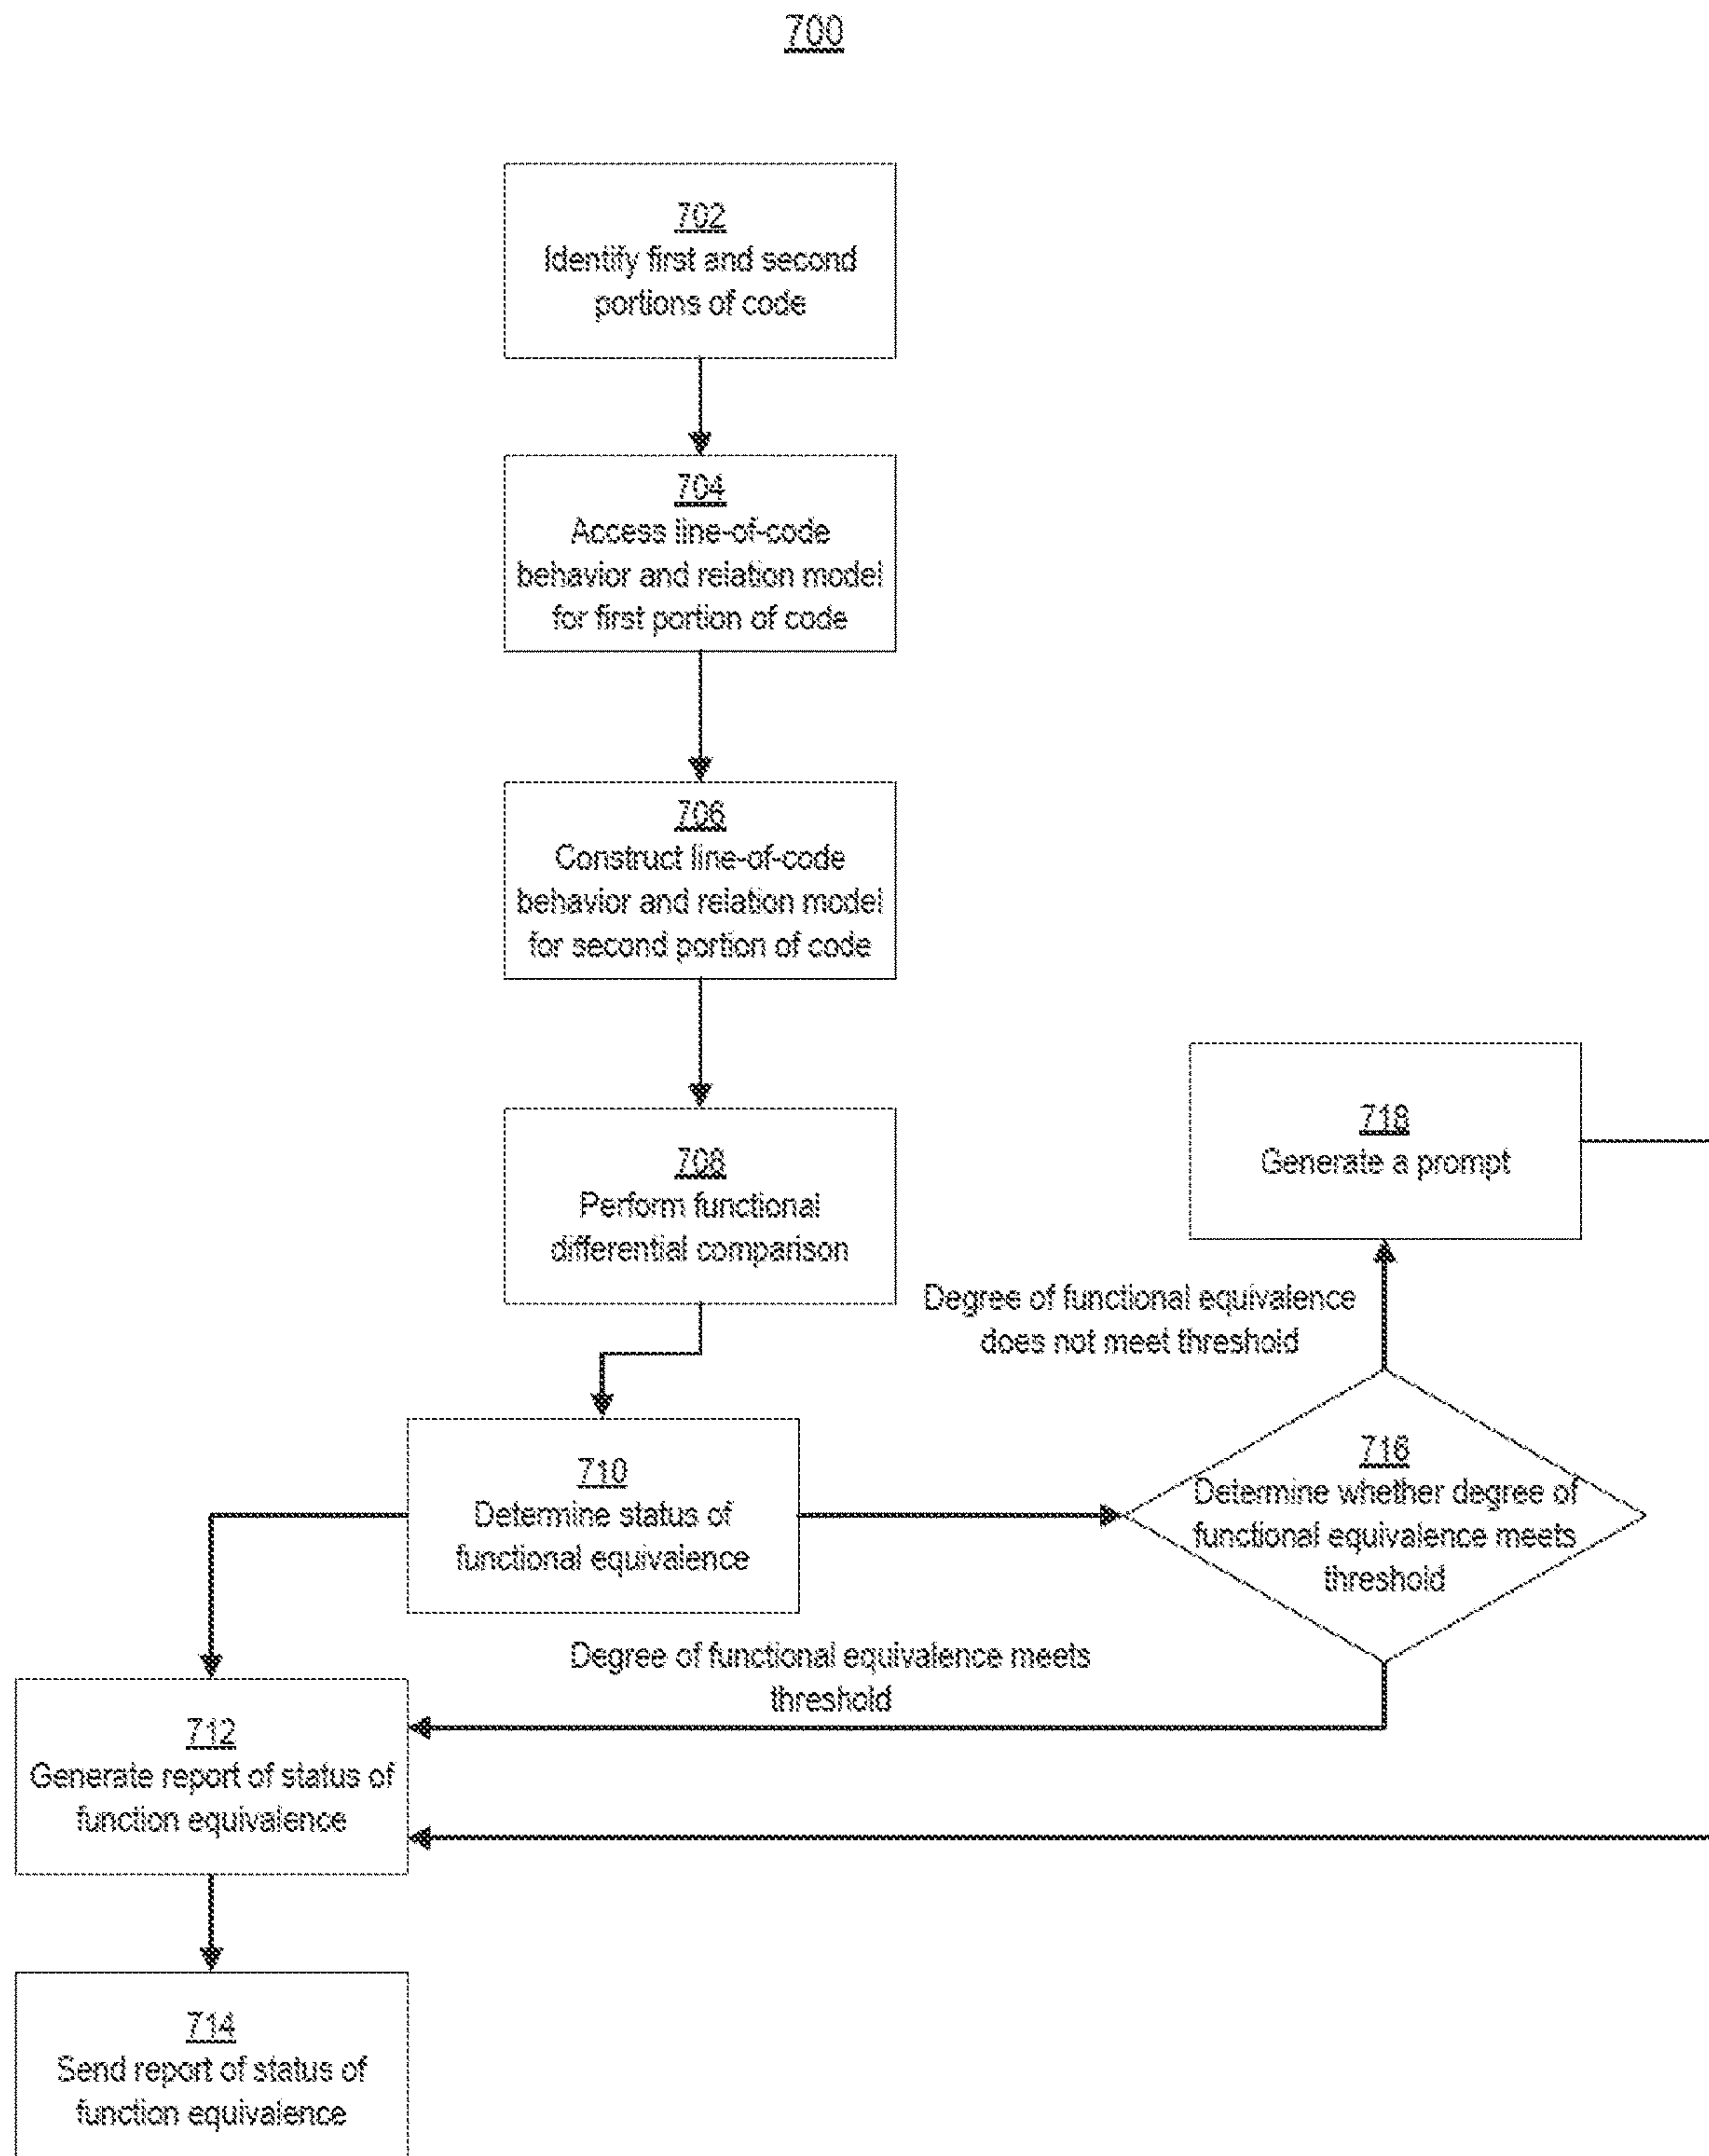 700
702
Identify first and second
portions of code
704
Access line-of-code
behavior and relation model
for first portion of code
706
Construct line-of-code
behavior and relation model
for second portion of code
708
Perform functional
differential comparison
718
Generate a prompt
Degree of functional equivalence
does not meet threshold
710
Determine status of
functional equivalence
716
Determine whether degree of
functional equivalence meets
threshold
Degree of functional equivalence meets
threshold
712
Generate report of status of
function equivalence
714
Send report of status of
function equivalence